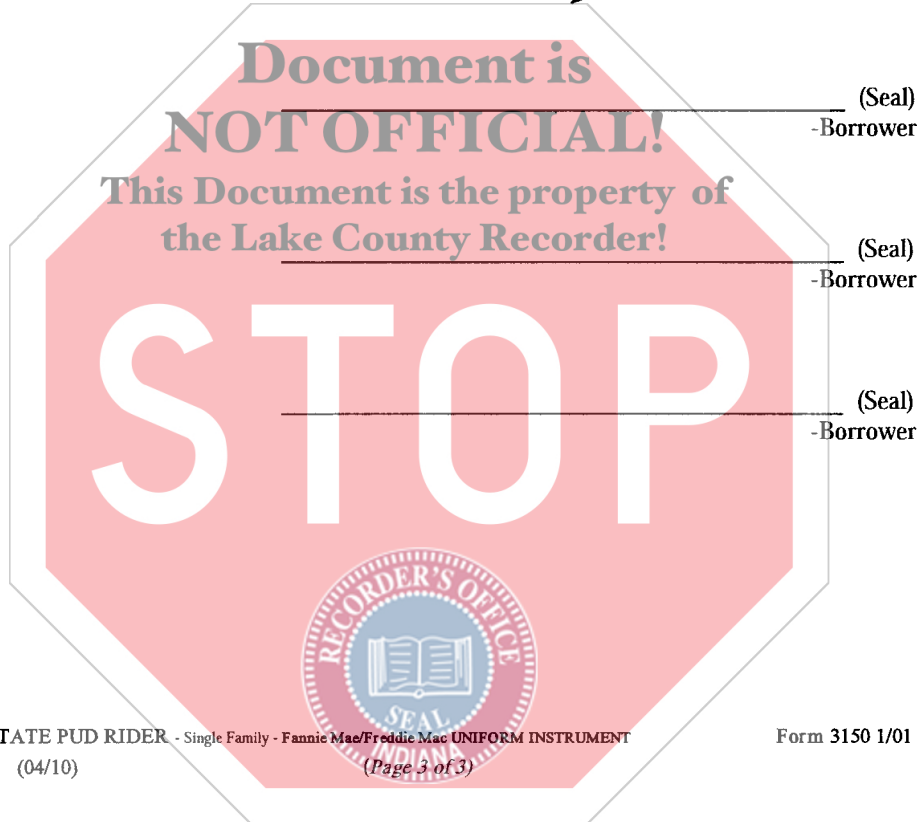 Document is
(Seal)
-Borrower
NOT OFFICIAL!
This Document is the property of
the Lake County Recorder!
(Seal)
-Borrower
STOP
(Seal)
-Borrower
RECORDER'S OFFICE
SEAL
INDIANA
TATE PUD RIDER - Single Family - Fannie Mae/Freddie Mac UNIFORM INSTRUMENT Form 3150 1/01
(04/10) (Page 3 of 3)